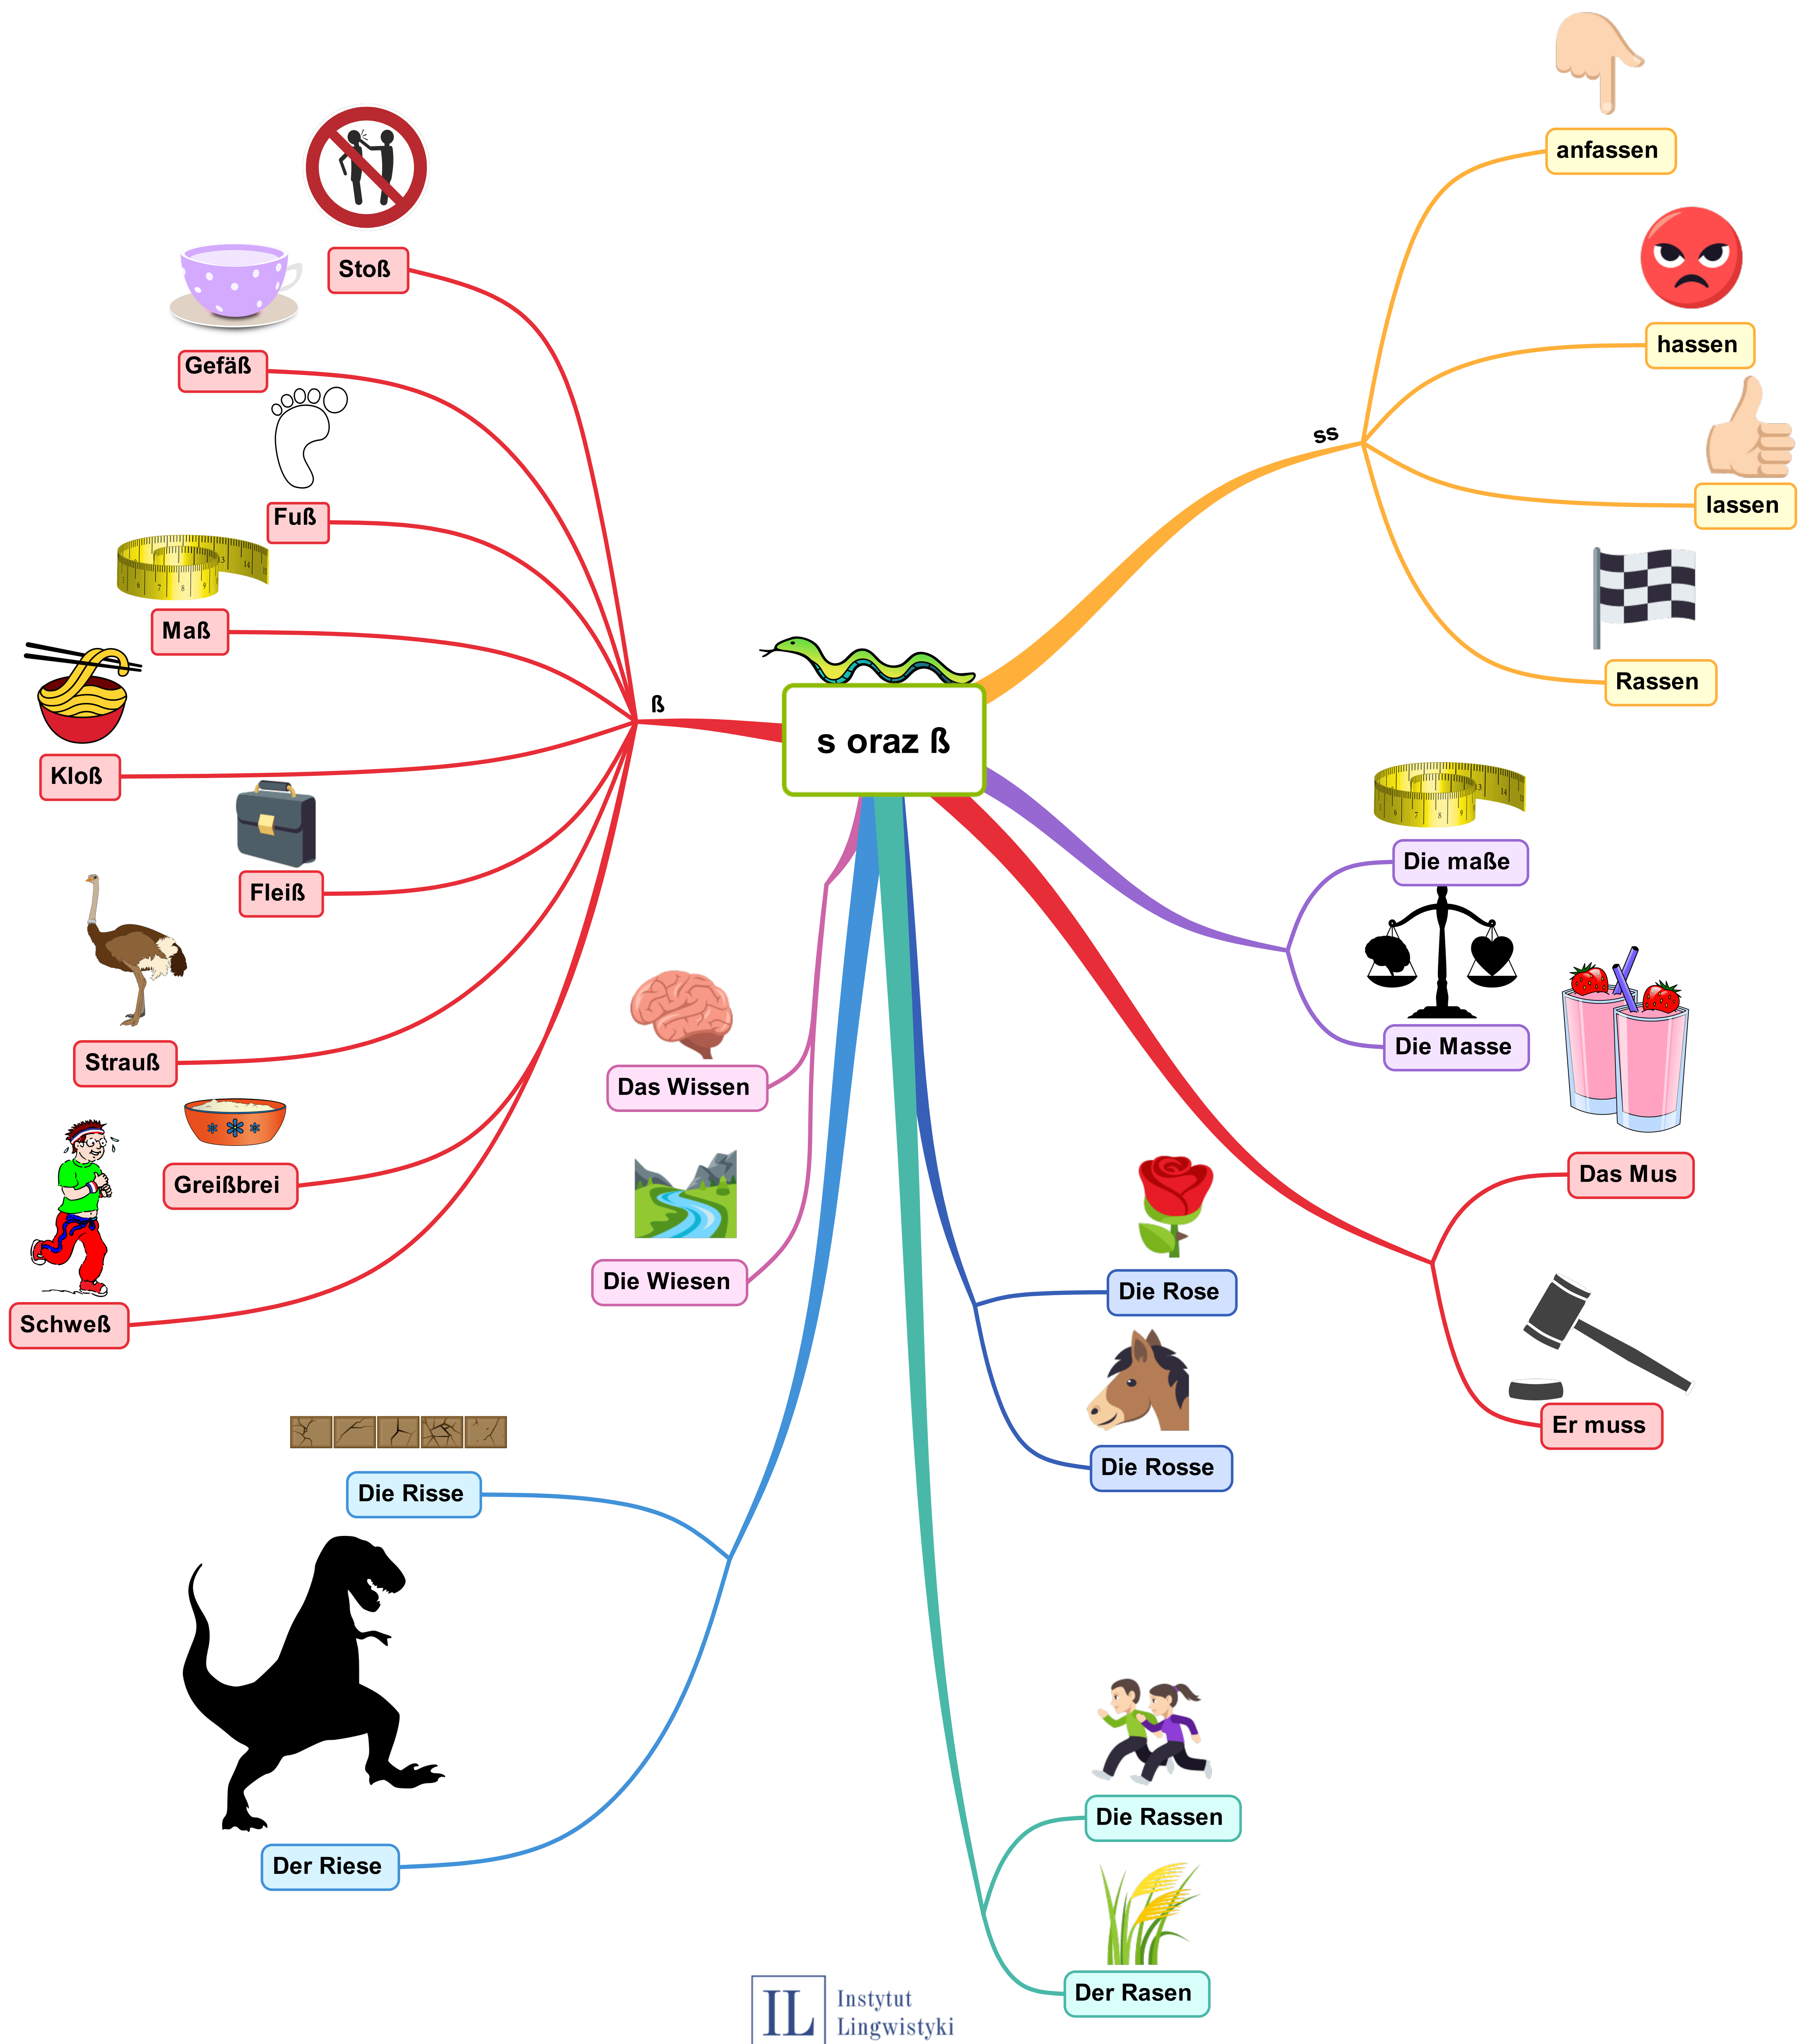 s oraz ß
ss
anfassen
hassen
lassen
Rassen
Die maße
Die Masse
Das Mus
Er muss
Die Rose
Die Rosse
Die Rassen
Der Rasen
Die Risse
Der Riese
Das Wissen
Die Wiesen
ß
Stoß
Gefäß
Fuß
Maß
Kloß
Fleiß
Strauß
Greißbrei
Schweß
IL
Instytut
Lingwistyki